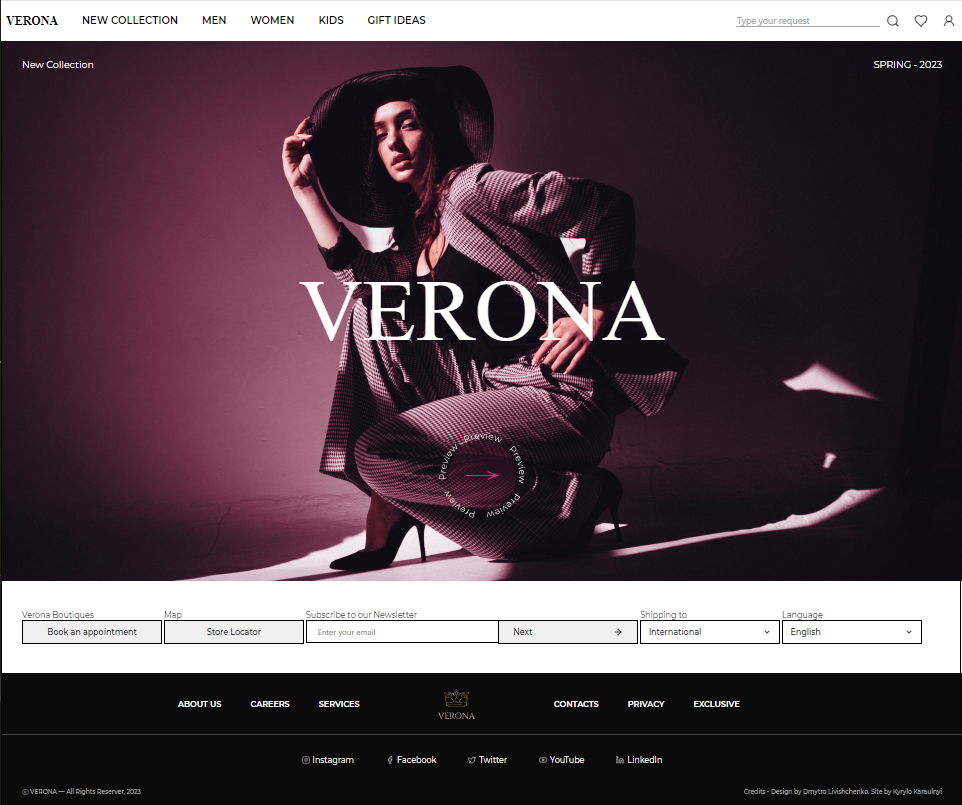 VERONA NEW COLLECTION MEN WOMEN KIDS GIFT IDEAS Type your request
New Collection SPRING - 2023
VERONA
Preview Preview Preview Preview Preview Preview
Verona Boutiques Map Subscribe to our Newsletter Shipping to Language
Book an appointment Store Locator Enter your email Next International English
ABOUT US CAREERS SERVICES VERONA CONTACTS PRIVACY EXCLUSIVE
Instagram Facebook Twitter YouTube LinkedIn
© VERONA — All Rights Reserver, 2023 Credits - Design by Dmytro Livishchenko. Site by Kyrylo Karaulnyi